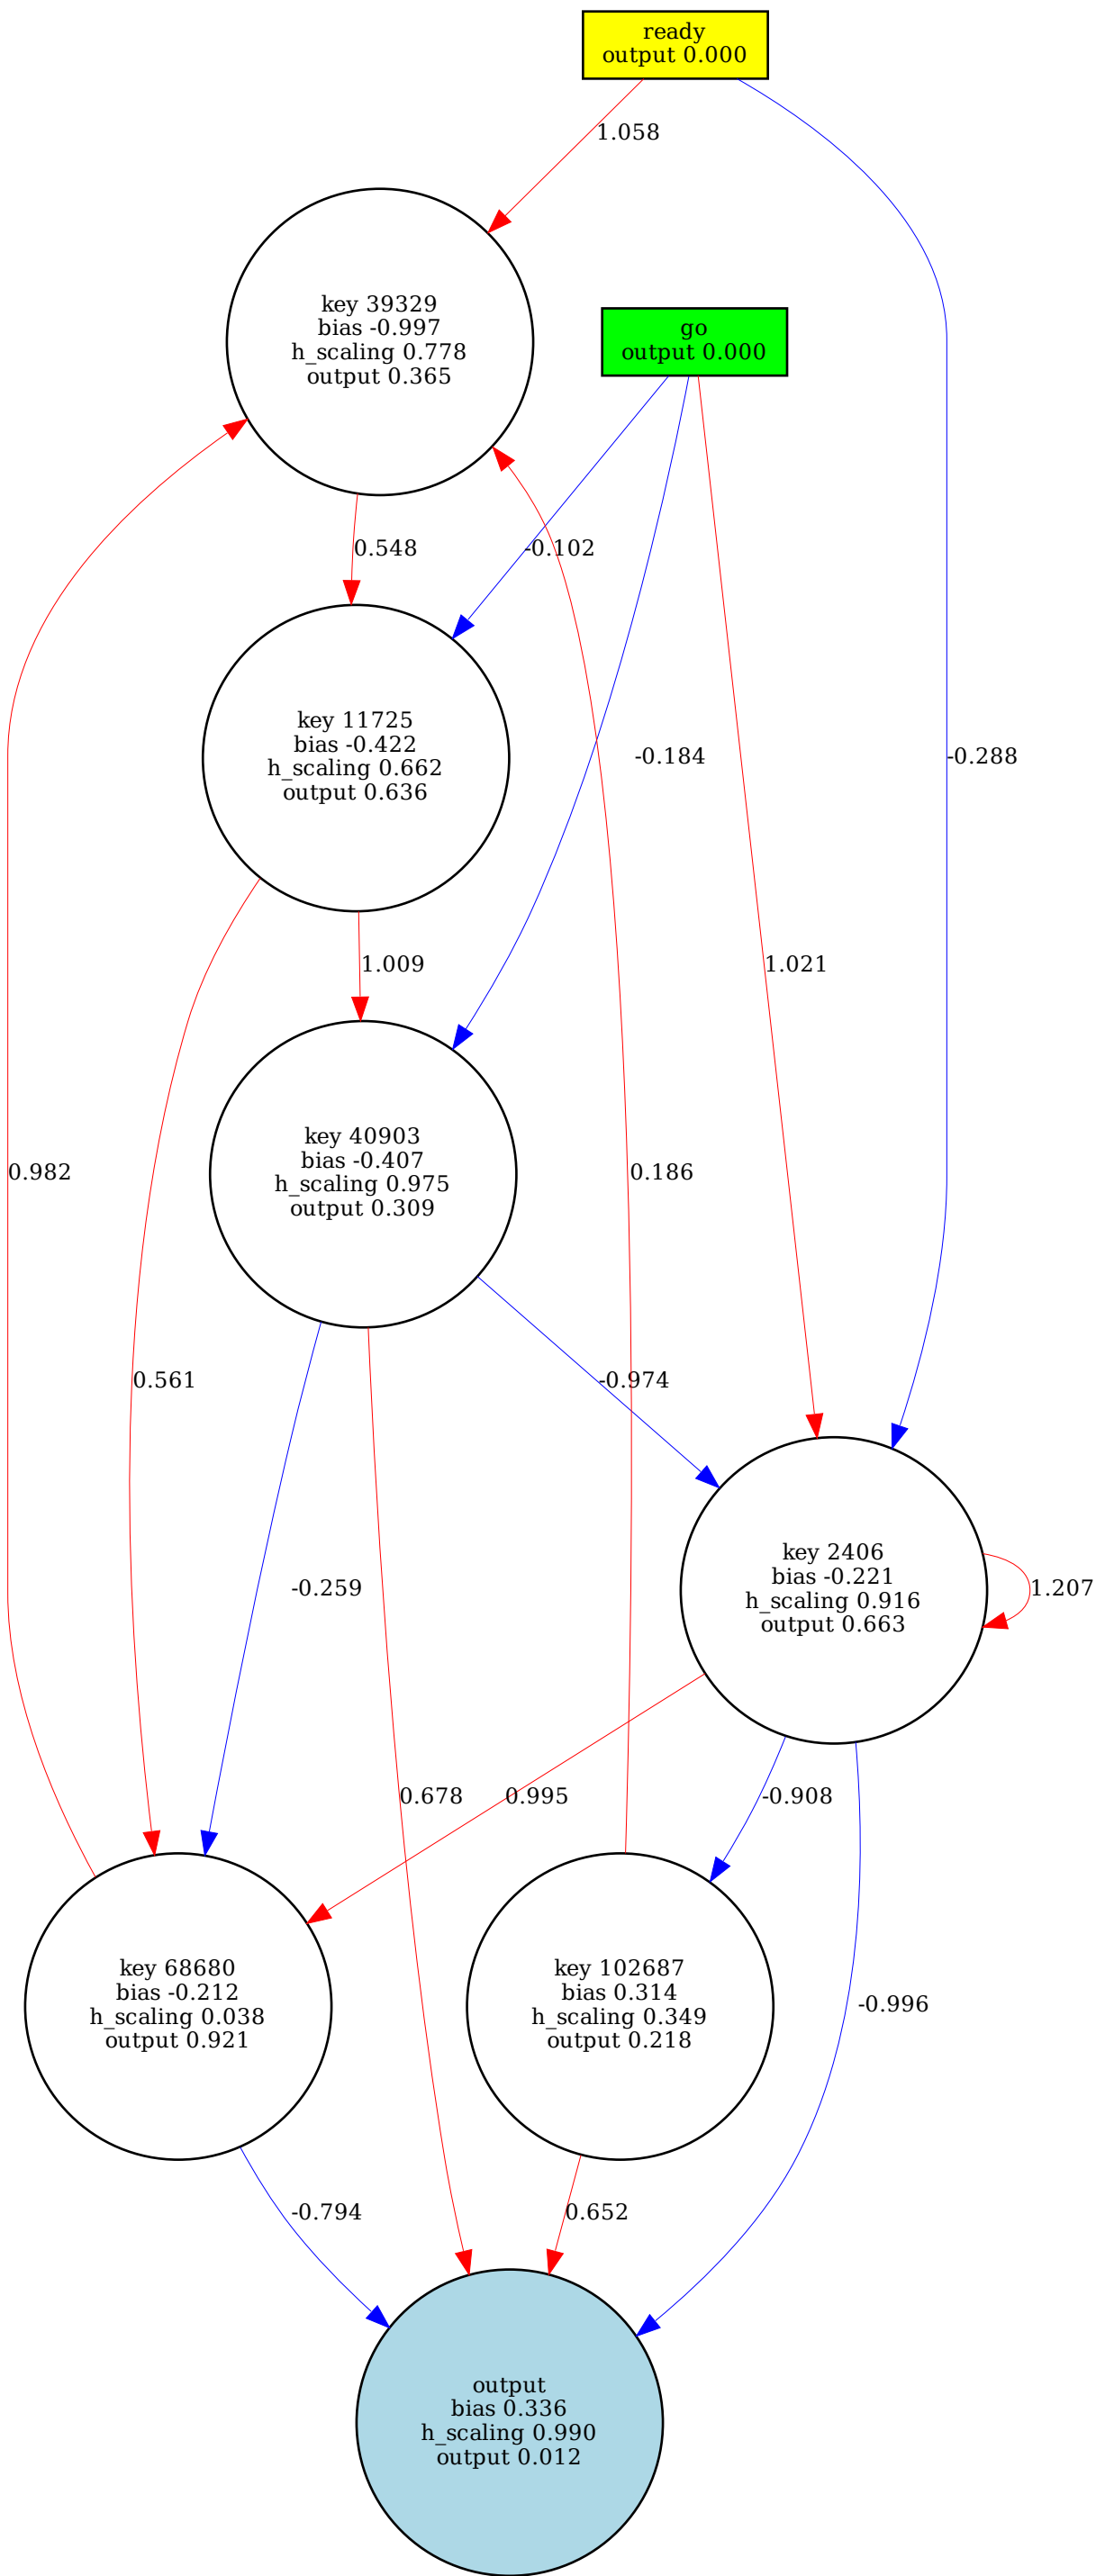 ready
output 0.000
1.058
key 39329
bias -0.997
h_scaling 0.778
output 0.365
go
output 0.000
0.548
-0.102
key 11725
bias -0.422
h_scaling 0.662
output 0.636
-0.184
-0.288
1.009
1.021
key 40903
bias -0.407
h_scaling 0.975
output 0.309
0.982
0.186
0.561
-0.974
key 2406
bias -0.221
h_scaling 0.916
output 0.663
-0.259
1.207
0.678
0.995
-0.908
key 68680
bias -0.212
h_scaling 0.038
output 0.921
key 102687
bias 0.314
h_scaling 0.349
output 0.218
-0.996
-0.794
0.652
output
bias 0.336
h_scaling 0.990
output 0.012